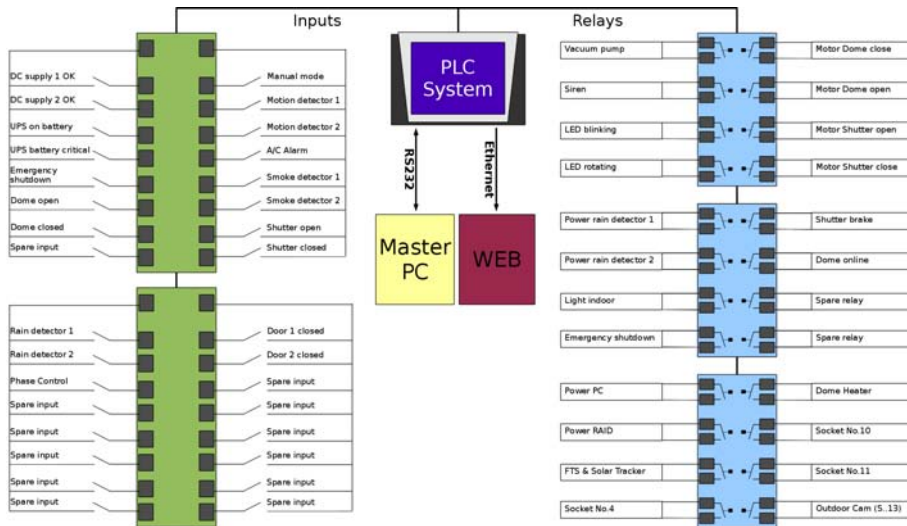 Inputs
Relays
PLC
System
RS232
Ethernet
Master
PC
WEB
DC supply 1 OK
DC supply 2 OK
UPS on battery
UPS battery critical
Emergency
shutdown
Dome open
Dome closed
Spare input
Manual mode
Motion detector 1
Motion detector 2
A/C Alarm
Smoke detector 1
Smoke detector 2
Shutter open
Shutter closed
Rain detector 1
Rain detector 2
Phase Control
Spare input
Spare input
Spare input
Spare input
Spare input
Door 1 closed
Door 2 closed
Spare input
Spare input
Spare input
Spare input
Spare input
Spare input
Vacuum pump
Siren
LED blinking
LED rotating
Motor Dome close
Motor Dome open
Motor Shutter open
Motor Shutter close
Power rain detector 1
Power rain detector 2
Light indoor
Emergency shutdown
Shutter brake
Dome online
Spare relay
Spare relay
Power PC
Power RAID
FTS & Solar Tracker
Socket No.4
Dome Heater
Socket No.10
Socket No.11
Outdoor Cam (5..13)